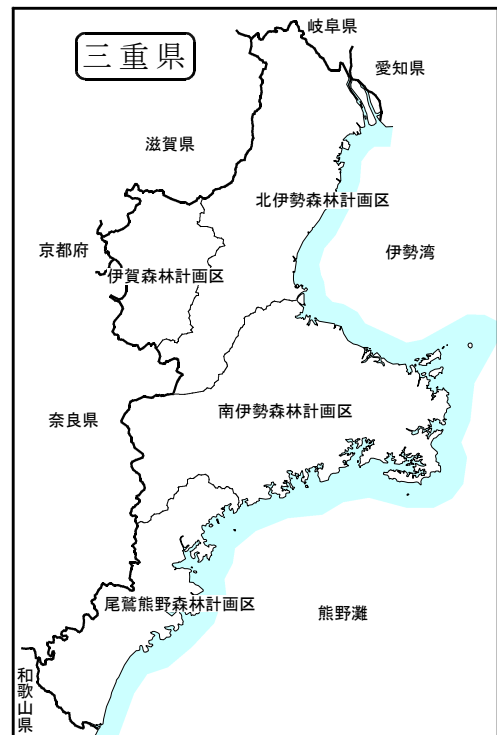 岐阜県
三重県
愛知県
滋賀県
北伊勢森林計画区
京都府
伊勢湾
伊賀森林計画区
奈良県
南伊勢森林計画区
尾鷲熊野森林計画区
熊野灘
和歌山県